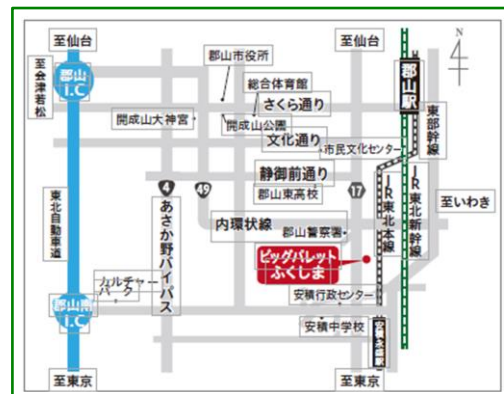 至仙台
至仙台
N
至会津若松
郡山
I.C
郡山市役所
総合体育館
さくら通り
郡山駅
開成山大神宮
開成山公園
文化通り
市民文化センター
東部幹線
静御前通り
郡山東高校
4
49
17
東北自動車道
あさか野バイパス
内環状線
郡山警察署
JR東北本線
JR東北新幹線
至いわき
ビッグパレット
ふくしま
カルチャー
パーク
郡山南
I.C
安積行政センター
安積中学校
安積永盛駅
至東京
至東京